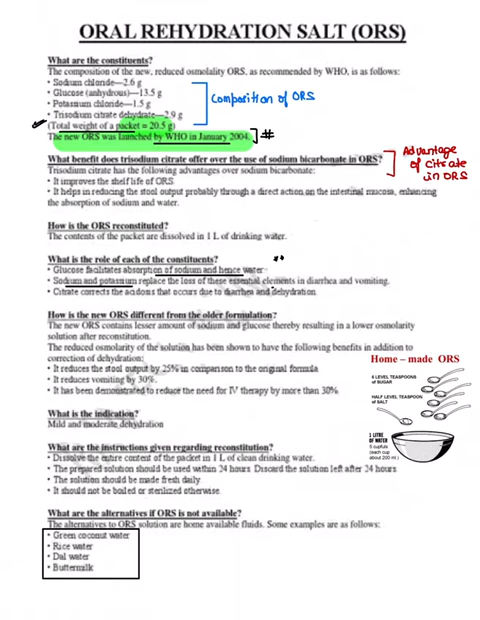 ORAL REHYDRATION SALT (ORS)
What are the constituents?
The composition of the new, reduced osmolality ORS, as recommended by WHO, is as follows:
• Sodium chloride—2.6 g
• Glucose (anhydrous)—13.5 g
• Potassium chloride—1.5 g
• Trisodium citrate dehydrate—2.9 g
Composition of ORS
(Total weight of a packet = 20.5 g)
The new ORS was launched by WHO in January 2004.
#
What benefit does trisodium citrate offer over the use of sodium bicarbonate in ORS?
Trisodium citrate has the following advantages over sodium bicarbonate:
• It improves the shelf life of ORS
• It helps in reducing the stool output probably through a direct action on the intestinal mucosa, enhancing
the absorption of sodium and water.
Advantage
of Citrate
in ORS
How is the ORS reconstituted?
The contents of the packet are dissolved in 1 L of drinking water.
What is the role of each of the constituents?
• Glucose facilitates absorption of sodium and hence water
• Sodium and potassium replace the loss of these essential elements in diarrhea and vomiting.
• Citrate corrects the acidosis that occurs due to diarrhea and dehydration.
How is the new ORS different from the older formulation?
The new ORS contains lesser amount of sodium and glucose thereby resulting in a lower osmolarity
solution after reconstitution.
The reduced osmolarity of the solution has been shown to have the following benefits in addition to
correction of dehydration:
• It reduces the stool output by 25% in comparison to the original formula
• It reduces vomiting by 30%.
• It has been demonstrated to reduce the need for IV therapy by more than 30%
Home – made ORS
6 LEVEL TEASPOONS
of SUGAR
HALF LEVEL TEASPOON
of SALT
1 LITRE
OF WATER
5 cupfuls
(each cup
about 200 ml.)
What is the indication?
Mild and moderate dehydration
What are the instructions given regarding reconstitution?
• Dissolve the entire content of the packet in 1 L of clean drinking water.
• The prepared solution should be used within 24 hours Discard the solution left after 24 hours
• The solution should be made fresh daily
• It should not be boiled or sterilized otherwise
What are the alternatives if ORS is not available?
The alternatives to ORS solution are home available fluids. Some examples are as follows:
• Green coconut water
• Rice water
• Dal water
• Buttermilk